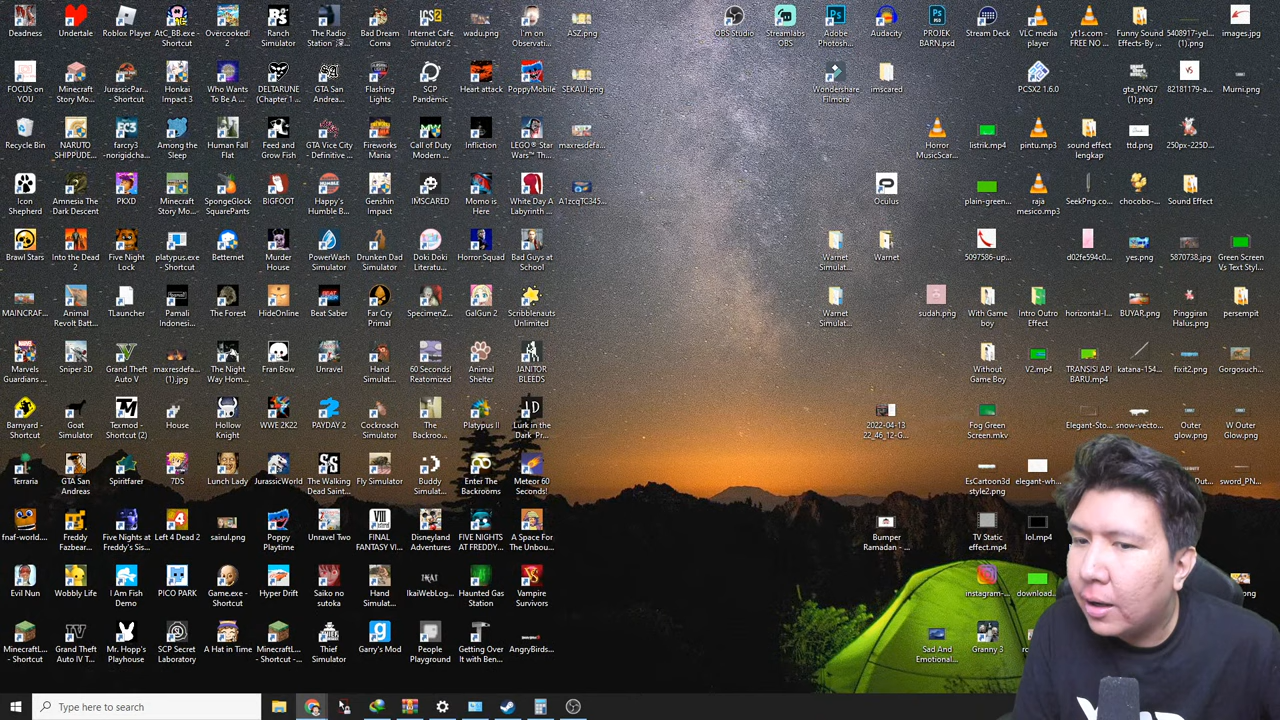 Deadness
Undertale
Roblox Player
AtC_BB.exe -
Shortcut
Overcooked!
2
Ranch
Simulator
The Radio
Bad Dream
Coma
Internet Cafe
Simulator 2
wadu.png
I'm on
Observati...
ASZ.png
OBS Studio
Streamlabs
OBS
Adobe
Photosh...
Audacity
PROJEK
BARN.psd
Stream Deck
VLC media
player
yt1s.com -
FREE NO ...
Funny Sound
Effects-By ...
5408917-yel...
(1).png
images.jpg
FOCUS on
YOU
Minecraft
Story Mo...
JurassicPar...
- Shortcut
Honkai
Impact 3
Who Wants
To Be A ...
DELTARUNE
(Chapter 1 ...
GTA San
Andrea...
Flashing
Lights
SCP
Pandemic
Heart attack
PoppyMobile
SEKAUI.png
Wondershare
Filmora
imscared
PCSX2 1.6.0
gta_PNG7
(1).png
82181179-a...
Murni.png
Recycle Bin
NARUTO
SHIPPUDE...
farcry3
-norigidcha...
Among the
Sleep
Human Fall
Flat
Feed and
Grow Fish
GTA Vice City
- Definitive ...
Fireworks
Mania
Call of Duty
Modern ...
Infliction
LEGO® Star
Wars™ Th...
maxresdefa...
Horror
MusicScar...
listrik.mp4
pintu.mp3
sound effect
lengkap
ttd.png
250px-225D...
Icon
Shepherd
Amnesia The
Dark Descent
PKXD
Minecraft
Story Mo...
SpongeGlock
SquarePants
BIGFOOT
Happy's
Humble B...
Genshin
Impact
IMSCARED
Momo is
Here
White Day A
Labyrinth ...
A1zcqTC345...
Oculus
plain-green...
raja
mesico.mp3
SeekPng.co...
chocobo-...
Sound Effect
Brawl Stars
Into the Dead
2
Five Night
Lock
platypus.exe
- Shortcut
Betternet
Murder
House
PowerWash
Simulator
Drunken Dad
Simulator
Doki Doki
Literatu...
Horror Squad
Bad Guys at
School
Warnet
Simulat...
Warnet
5097586-up...
d02fe594c0...
yes.png
5870738.jpg
Green Screen
Vs Text Styl...
MAINCRAF...
Animal
Revolt Batt...
TLauncher
Pamali
Indonesi...
The Forest
HideOnline
Beat Saber
Far Cry
Primal
SpecimenZ...
GalGun 2
Scribblenauts
Unlimited
Warnet
Simulat...
sudah.png
With Game
boy
Intro Outro
Effect
horizontal-l...
BUYAR.png
Pinggiran
Halus.png
persempit
Marvels
Guardians ...
Sniper 3D
Grand Theft
Auto V
maxresdefa...
(1).jpg
The Night
Way Hom...
Fran Bow
Unravel
Hand
Simulat...
60 Seconds!
Reatomized
Animal
Shelter
JANITOR
BLEEDS
Without
Game Boy
V2.mp4
TRANSISI API
BARU.mp4
katana-154...
fixit2.png
Gorgosuch...
Barnyard -
Shortcut
Goat
Simulator
Texmod -
Shortcut (2)
House
Hollow
Knight
WWE 2K22
PAYDAY 2
Cockroach
Simulator
The
Backroo...
Platypus II
Lurk in the
Dark_Pr...
2022-04-13
22_46_12-G...
Fog Green
Screen.mkv
Elegant-Sto...
snow-vecto...
Outer
glow.png
W Outer
Glow.png
Terraria
GTA San
Andreas
Spiritfarer
7DS
Lunch Lady
JurassicWorld
The Walking
Dead Saint...
Fly Simulator
Buddy
Simulat...
Enter The
Backrooms
Meteor 60
Seconds!
EsCartoon3d
style2.png
elegant-wh...
sword_PN...
fnaf-world...
Freddy
Fazbear...
Five Nights at
Freddy's Sis...
Left 4 Dead 2
sairul.png
Poppy
Playtime
Unravel Two
FINAL
FANTASY VI...
Disneyland
Adventures
FIVE NIGHTS
AT FREDDY...
A Space For
The Unbou...
Bumper
Ramadan - ...
TV Static
effect.mp4
lol.mp4
Evil Nun
Wobbly Life
I Am Fish
Demo
PICO PARK
Game.exe -
Shortcut
Hyper Drift
Saiko no
sutoka
Hand
Simulat...
IkaiWebLog...
Haunted Gas
Station
Vampire
Survivors
instagram-...
download...
MinecraftL...
- Shortcut
Grand Theft
Auto IV T...
Mr. Hopp's
Playhouse
SCP Secret
Laboratory
A Hat in Time
MinecraftL...
- Shortcut -...
Thief
Simulator
Garry's Mod
People
Playground
Getting Over
It with Ben...
AngryBirds...
Sad And
Emotional...
Granny 3
Type here to search